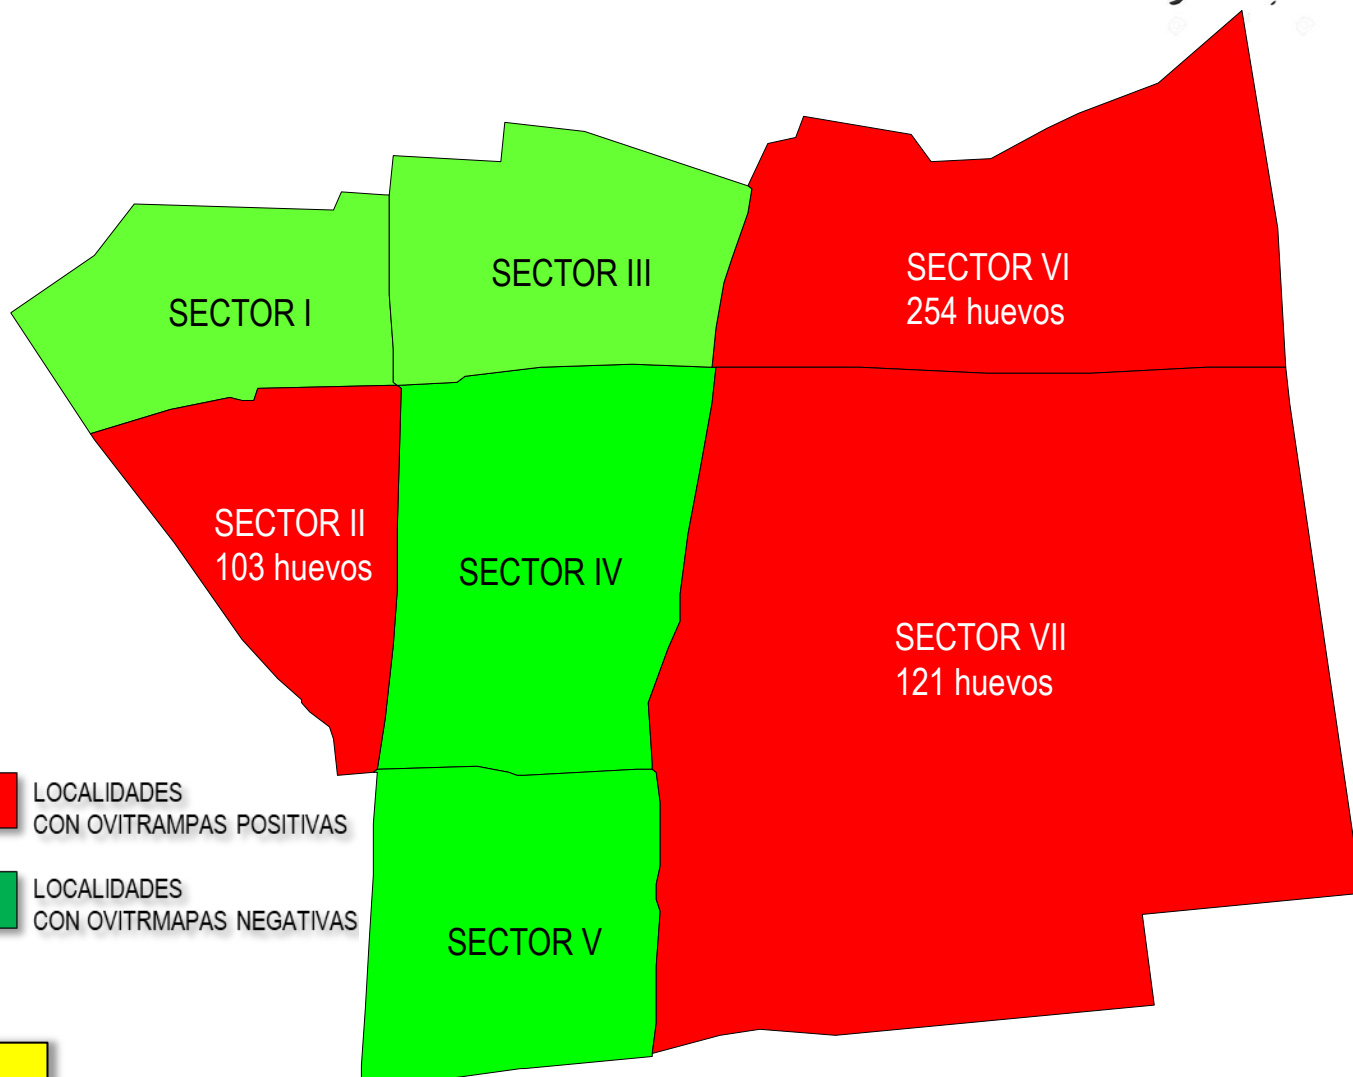 SECTOR III
SECTOR VI
254 huevos
SECTOR I
SECTOR II
103 huevos
SECTOR IV
SECTOR VII
121 huevos
LOCALIDADES
CON OVITRAMPAS POSITIVAS
LOCALIDADES
CON OVITRMAPAS NEGATIVAS
SECTOR V